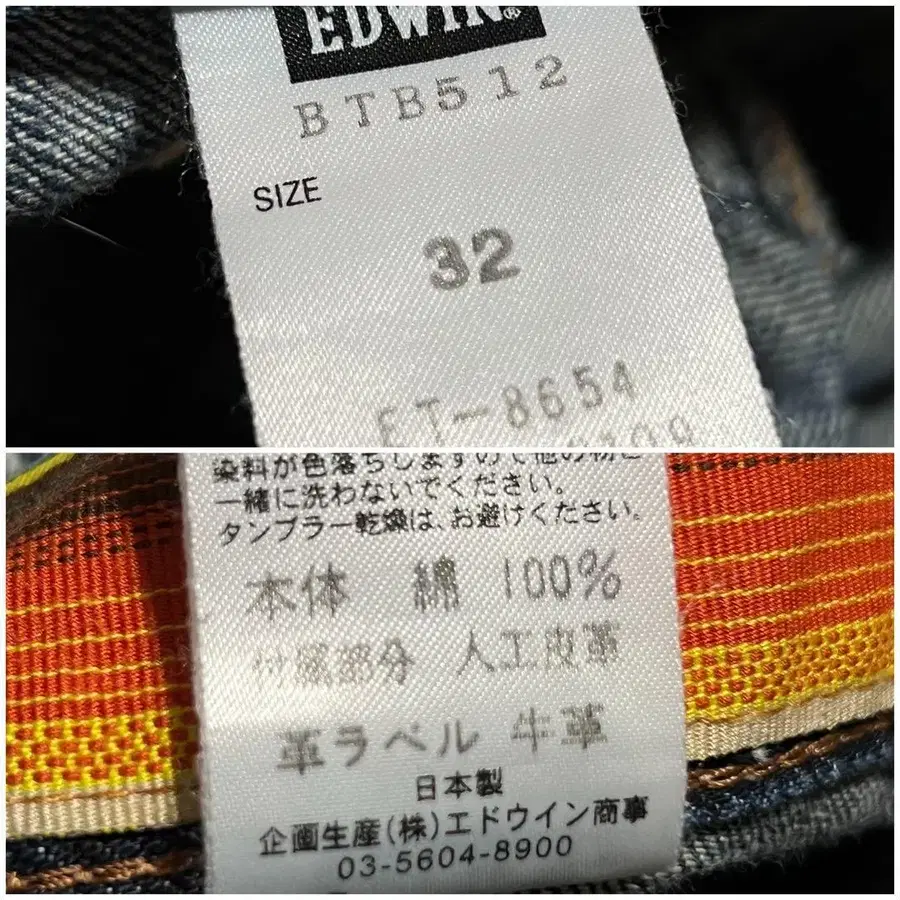 EDWIN®
BTB512
SIZE
32
ET-8654
染料が色落ちしますので他の物と
一緒に洗わないでください。
タンブラー乾燥は、お避けください。
本体 綿 100%
付属部分 人工皮革
革ラベル 牛革
日本製
企画生産(株)エドウイン商事
03-5604-8900